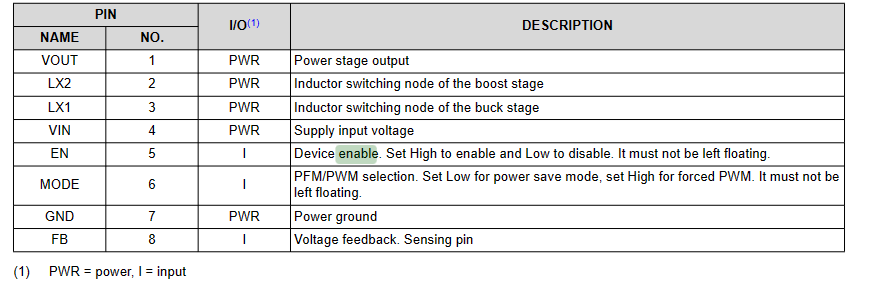 PIN I/O(1) DESCRIPTION
NAME NO.
VOUT 1 PWR Power stage output
LX2 2 PWR Inductor switching node of the boost stage
LX1 3 PWR Inductor switching node of the buck stage
VIN 4 PWR Supply input voltage
EN 5 I Device enable. Set High to enable and Low to disable. It must not be left floating.
MODE 6 I PFM/PWM selection. Set Low for power save mode, set High for forced PWM. It must not be
left floating.
GND 7 PWR Power ground
FB 8 I Voltage feedback. Sensing pin
(1) PWR = power, I = input